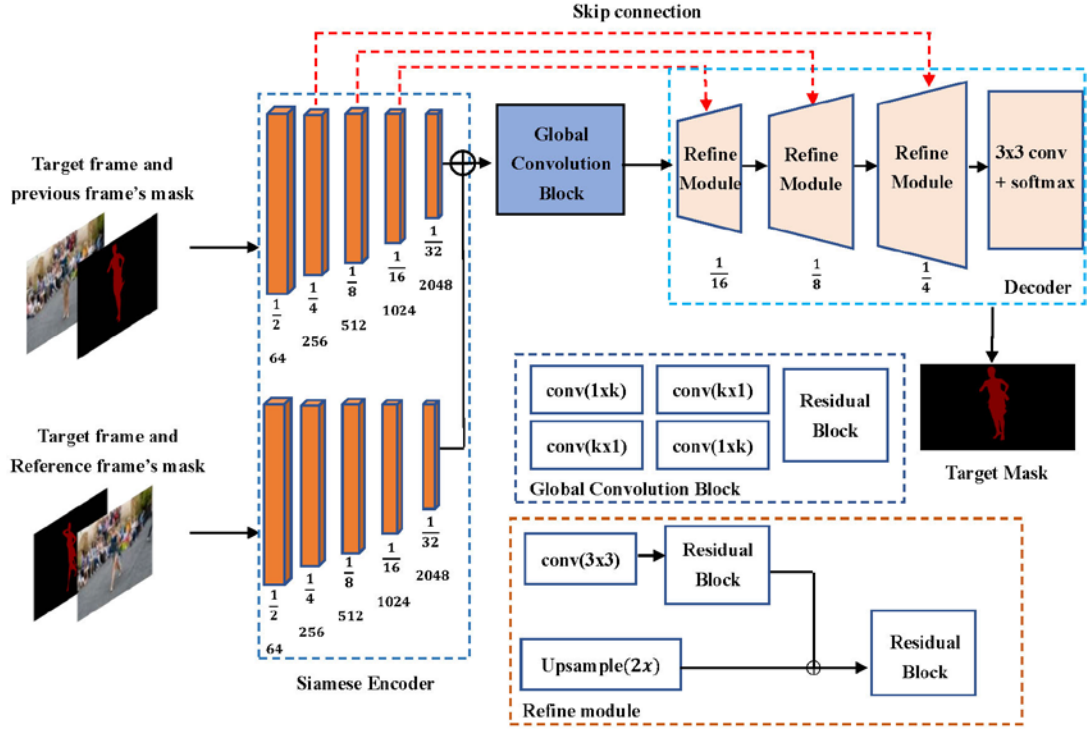 Skip connection
Target frame and
previous frame's mask
Global
Convolution
Block
Refine
Module
Refine
Module
Refine
Module
3x3 conv
+ softmax
1/2
64
1/4
256
1/8
512
1/16
1024
1/32
2048
1/16
1/8
1/4
Decoder
Target frame and
Reference frame's mask
1/2
64
1/4
256
1/8
512
1/16
1024
1/32
2048
Siamese Encoder
conv(1xk)
conv(kx1)
conv(kx1)
conv(1xk)
Residual
Block
Global Convolution Block
Target Mask
conv(3x3)
Residual
Block
Upsample(2x)
Residual
Block
Refine module